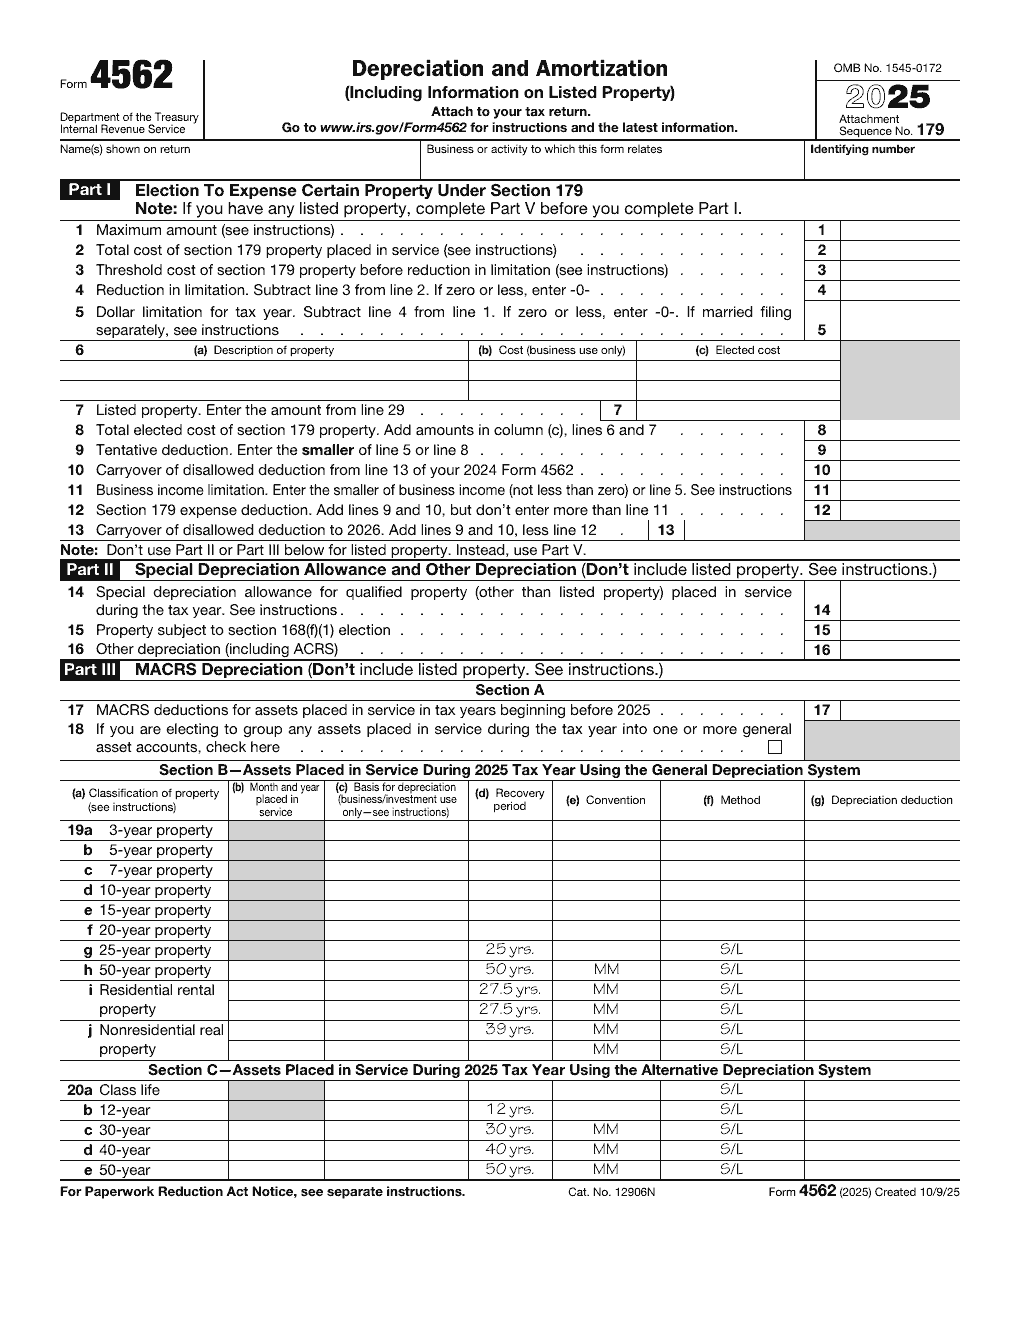 Form 4562
Department of the Treasury
Internal Revenue Service
Depreciation and Amortization
(Including Information on Listed Property)
Attach to your tax return.
Go to www.irs.gov/Form4562 for instructions and the latest information.
OMB No. 1545-0172
2025
Attachment
Sequence No. 179
Name(s) shown on return
Business or activity to which this form relates
Identifying number
Part I Election To Expense Certain Property Under Section 179
Note: If you have any listed property, complete Part V before you complete Part I.
1 Maximum amount (see instructions) . . . . . . . . . . . . . . . . . . . . . 1
2 Total cost of section 179 property placed in service (see instructions) . . . . . . . . . . . 2
3 Threshold cost of section 179 property before reduction in limitation (see instructions) . . . . . . 3
4 Reduction in limitation. Subtract line 3 from line 2. If zero or less, enter -0- . . . . . . . . . . 4
5 Dollar limitation for tax year. Subtract line 4 from line 1. If zero or less, enter -0-. If married filing
separately, see instructions . . . . . . . . . . . . . . . . . . . . . . . 5
6 (a) Description of property (b) Cost (business use only) (c) Elected cost
7 Listed property. Enter the amount from line 29 . . . . . . . . . 7
8 Total elected cost of section 179 property. Add amounts in column (c), lines 6 and 7 . . . . . . 8
9 Tentative deduction. Enter the smaller of line 5 or line 8 . . . . . . . . . . . . . . . . 9
10 Carryover of disallowed deduction from line 13 of your 2024 Form 4562 . . . . . . . . . . . 10
11 Business income limitation. Enter the smaller of business income (not less than zero) or line 5. See instructions 11
12 Section 179 expense deduction. Add lines 9 and 10, but don't enter more than line 11 . . . . . . 12
13 Carryover of disallowed deduction to 2026. Add lines 9 and 10, less line 12 . 13
Note: Don't use Part II or Part III below for listed property. Instead, use Part V.
Part II Special Depreciation Allowance and Other Depreciation (Don't include listed property. See instructions.)
14 Special depreciation allowance for qualified property (other than listed property) placed in service
during the tax year. See instructions . . . . . . . . . . . . . . . . . . . . . 14
15 Property subject to section 168(f)(1) election . . . . . . . . . . . . . . . . . . 15
16 Other depreciation (including ACRS) . . . . . . . . . . . . . . . . . . . . 16
Part III MACRS Depreciation (Don't include listed property. See instructions.)
Section A
17 MACRS deductions for assets placed in service in tax years beginning before 2025 . . . . . . . 17
18 If you are electing to group any assets placed in service during the tax year into one or more general
asset accounts, check here . . . . . . . . . . . . . . . . . . . . . .
Section B—Assets Placed in Service During 2025 Tax Year Using the General Depreciation System
(a) Classification of property (see instructions) (b) Month and year placed in service (c) Basis for depreciation (business/investment use only—see instructions) (d) Recovery period (e) Convention (f) Method (g) Depreciation deduction
19a 3-year property
b 5-year property
c 7-year property
d 10-year property
e 15-year property
f 20-year property
g 25-year property 25 yrs. S/L
h 50-year property 50 yrs. MM S/L
i Residential rental 27.5 yrs. MM S/L
property 27.5 yrs. MM S/L
j Nonresidential real 39 yrs. MM S/L
property MM S/L
Section C—Assets Placed in Service During 2025 Tax Year Using the Alternative Depreciation System
20a Class life S/L
b 12-year 12 yrs. S/L
c 30-year 30 yrs. MM S/L
d 40-year 40 yrs. MM S/L
e 50-year 50 yrs. MM S/L
For Paperwork Reduction Act Notice, see separate instructions. Cat. No. 12906N Form 4562 (2025) Created 10/9/25